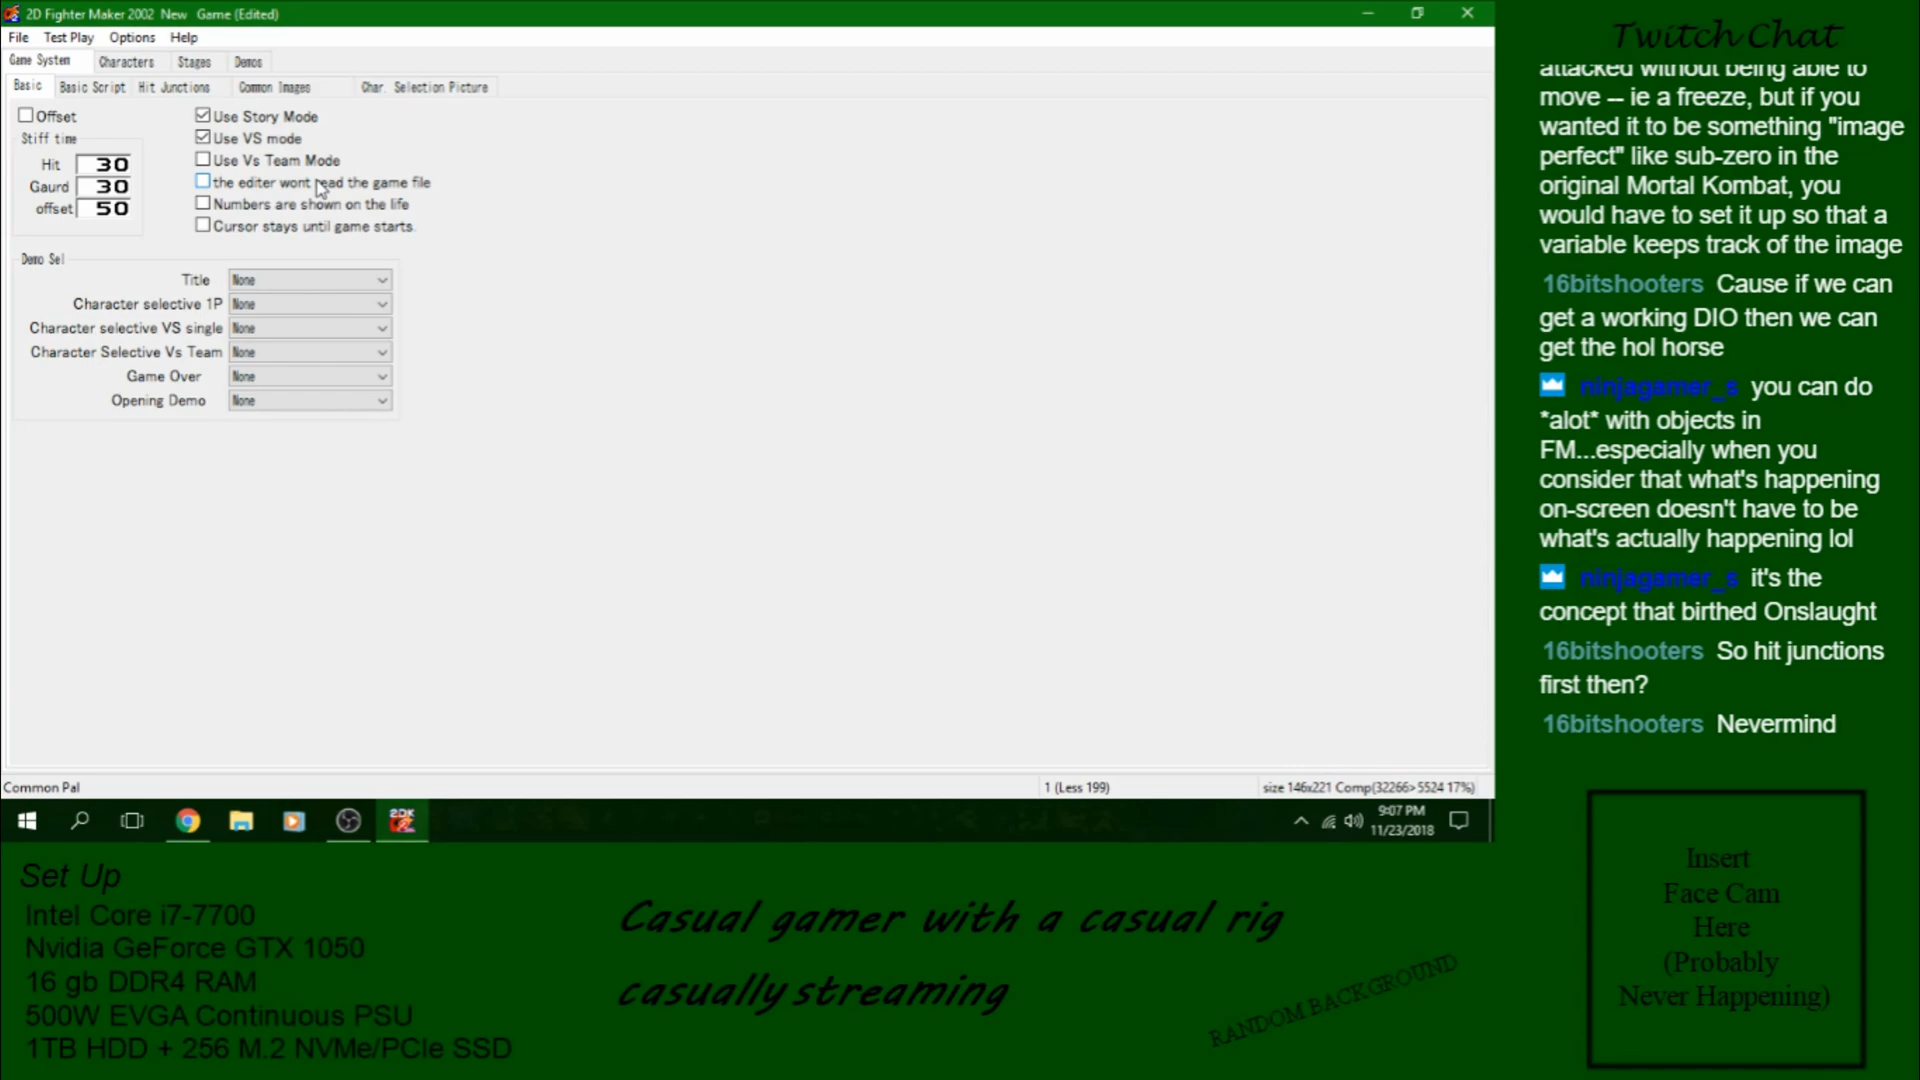 2D Fighter Maker 2002 New Game (Edited)
File Test Play Options Help
Game System Characters Stages Demos
Basic Basic Script Hit Junctions Common Images Char. Selection Picture
Offset
Stiff time
Hit 30
Gaurd 30
offset 50
Use Story Mode
Use VS mode
Use Vs Team Mode
the editer wont read the game file
Numbers are shown on the life
Cursor stays until game starts.
Demo Sel
Title None
Character selective 1P None
Character selective VS single None
Character Selective Vs Team None
Game Over None
Opening Demo None
Common Pal
1 (Less 199)
size 146x221 Comp(32266>5524 17%)
9:07 PM
11/23/2018
Twitch Chat
attacked without being able to
move -- ie a freeze, but if you
wanted it to be something "image
perfect" like sub-zero in the
original Mortal Kombat, you
would have to set it up so that a
variable keeps track of the image
16bitshooters Cause if we can
get a working DIO then we can
get the hol horse
ninjagamer_s you can do
*alot* with objects in
FM...especially when you
consider that what's happening
on-screen doesn't have to be
what's actually happening lol
ninjagamer_s it's the
concept that birthed Onslaught
16bitshooters So hit junctions
first then?
16bitshooters Nevermind
Set Up
Intel Core i7-7700
Nvidia GeForce GTX 1050
16 gb DDR4 RAM
500W EVGA Continuous PSU
1TB HDD + 256 M.2 NVMe/PCIe SSD
Casual gamer with a casual rig
casually streaming
RANDOM BACKGROUND
Insert
Face Cam
Here
(Probably
Never Happening)